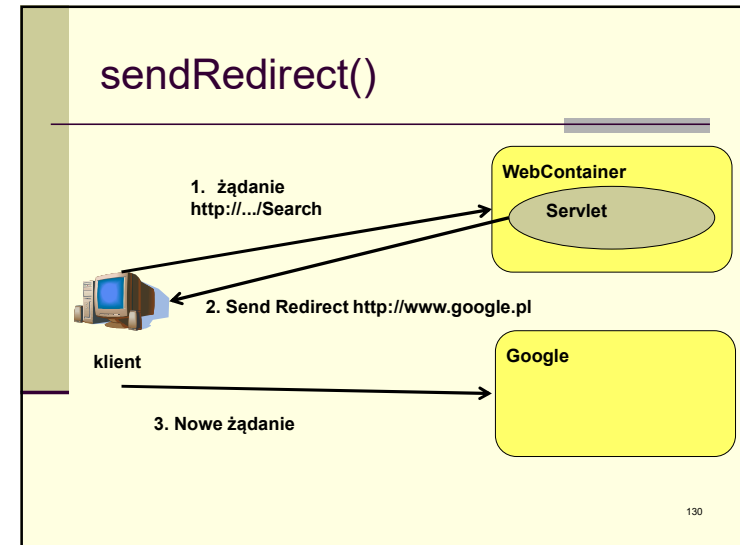 sendRedirect()
1. żądanie
http://.../Search
WebContainer
Servlet
2. Send Redirect http://www.google.pl
klient
Google
3. Nowe żądanie
130